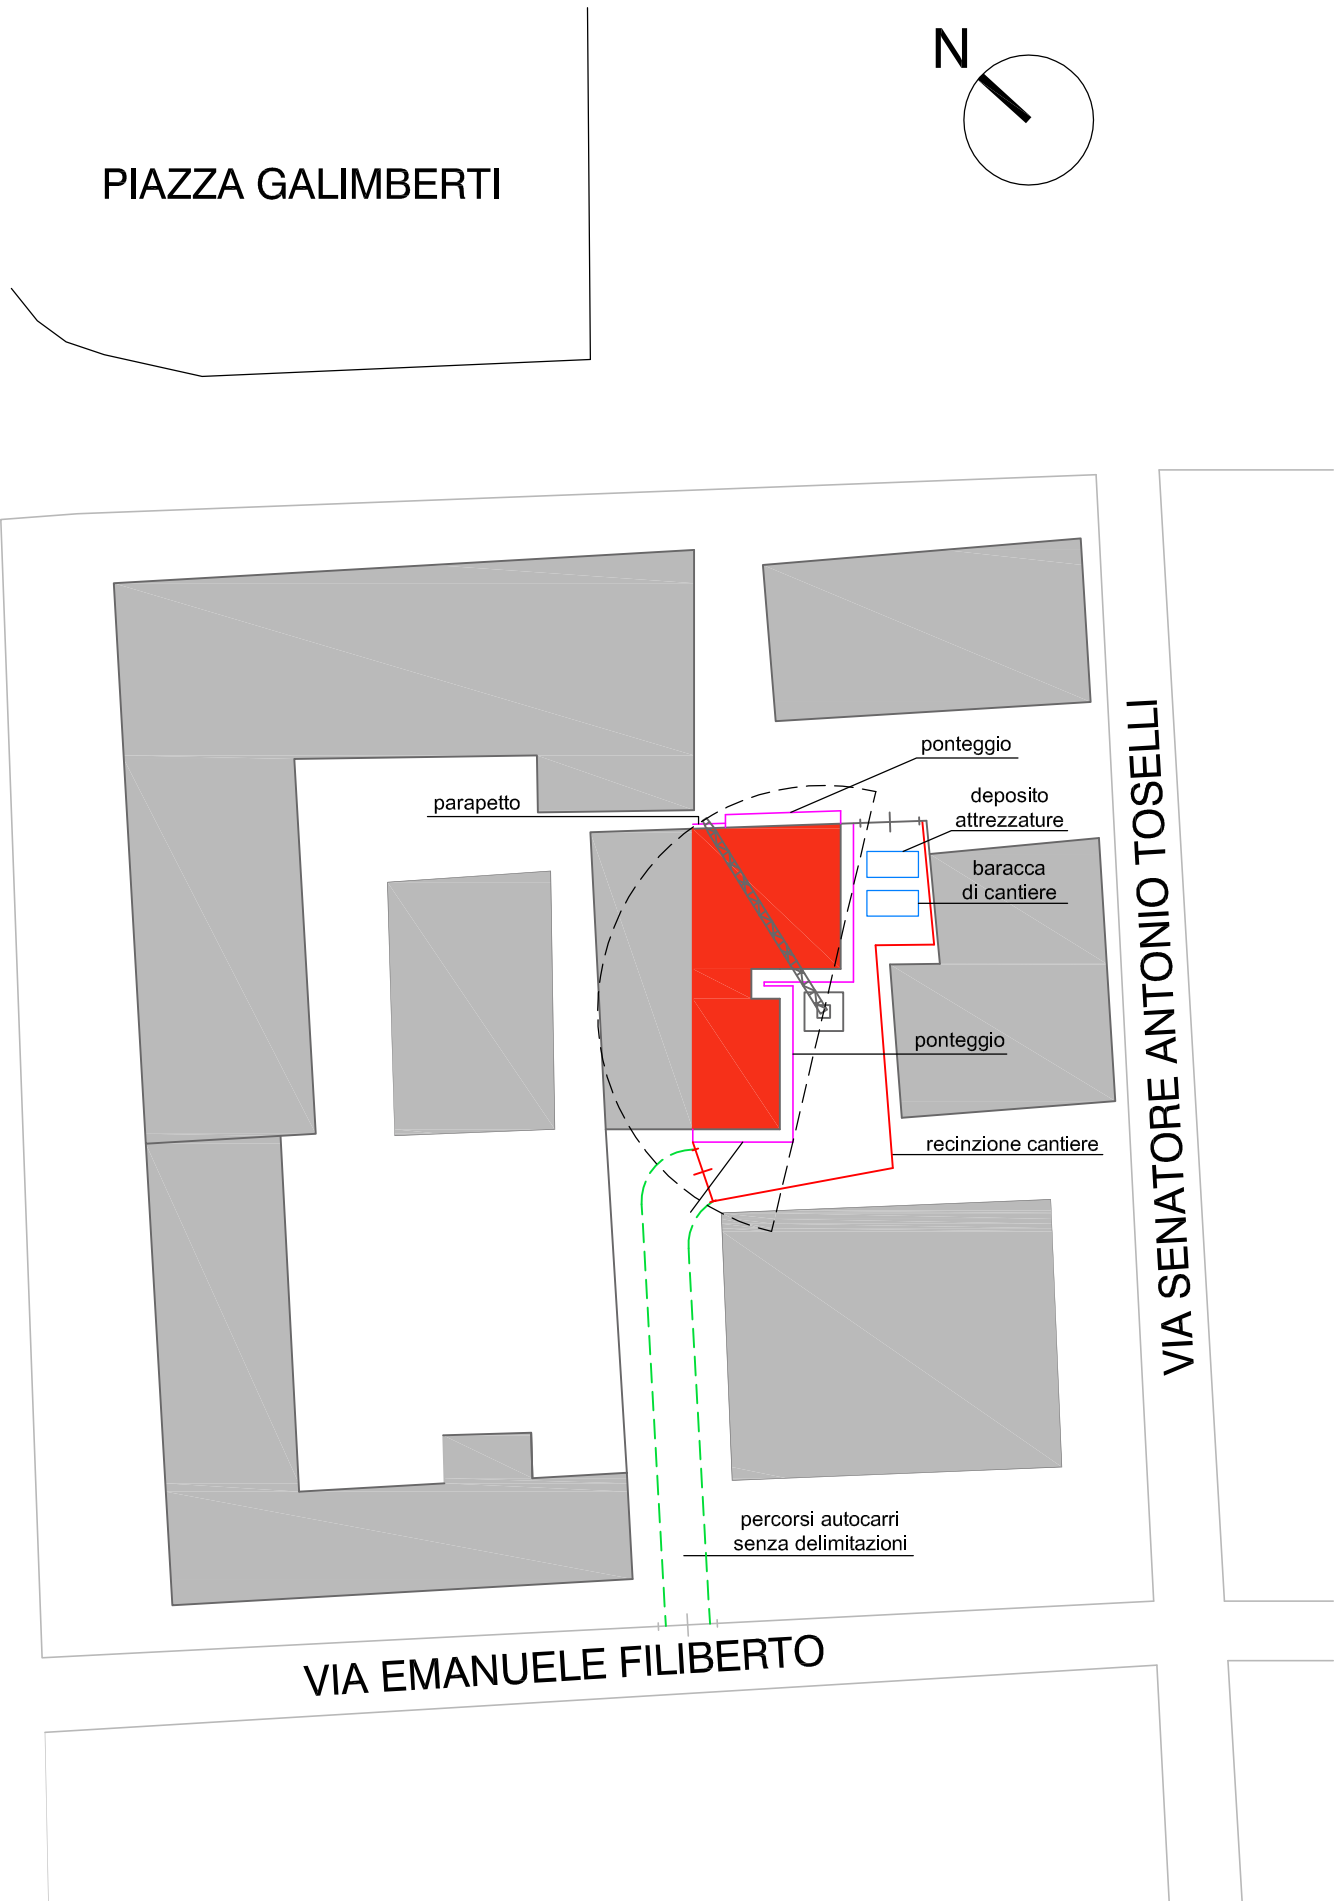 N
PIAZZA GALIMBERTI
ponteggio
parapetto
deposito
attrezzature
baracca
di cantiere
ponteggio
recinzione cantiere
VIA SENATORE ANTONIO TOSELLI
percorsi autocarri
senza delimitazioni
VIA EMANUELE FILIBERTO